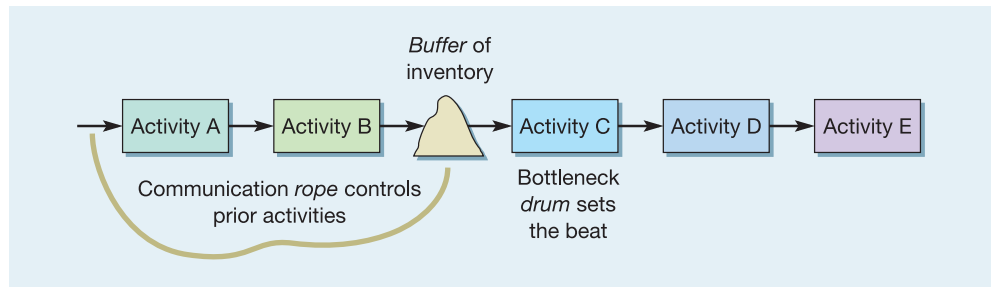 Buffer of
inventory
Activity A
Activity B
Activity C
Activity D
Activity E
Communication rope controls
prior activities
Bottleneck
drum sets
the beat